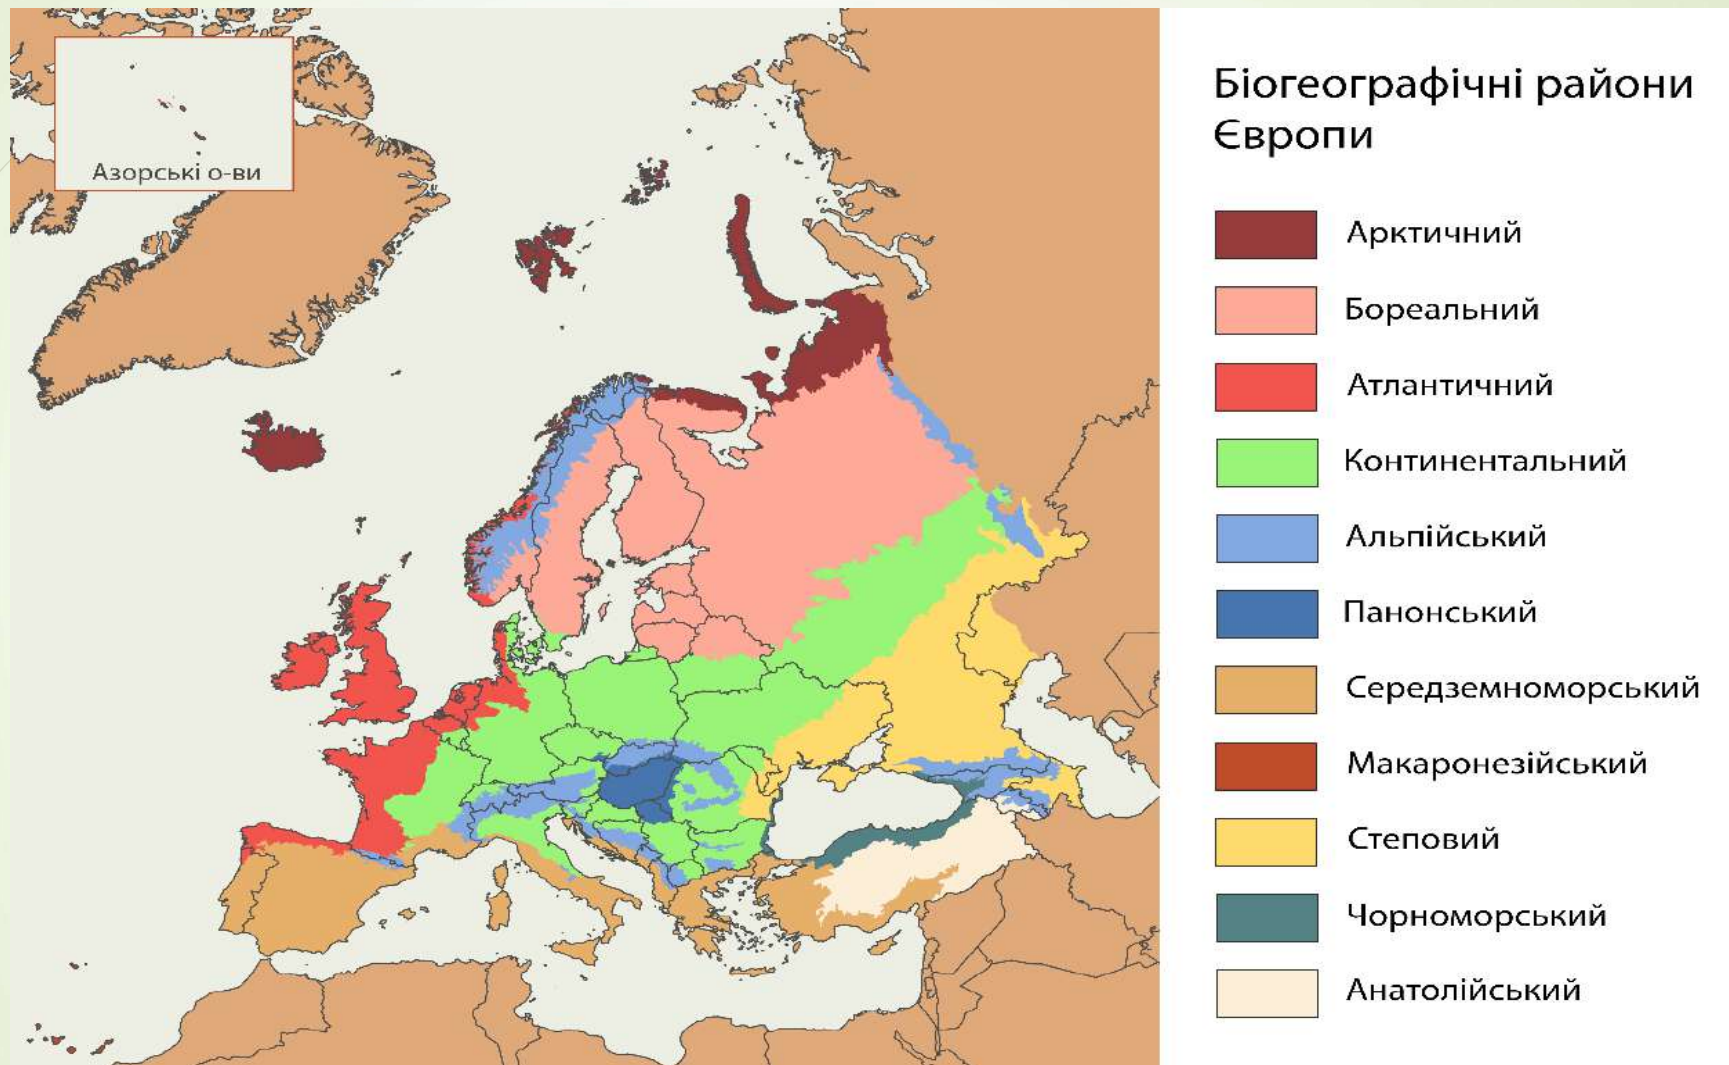 Біогеографічні райони
Європи
Азорські о-ви
Арктичний
Бореальний
Атлантичний
Континентальний
Альпійський
Панонський
Середземноморський
Макаронезійський
Степовий
Чорноморський
Анатолійський